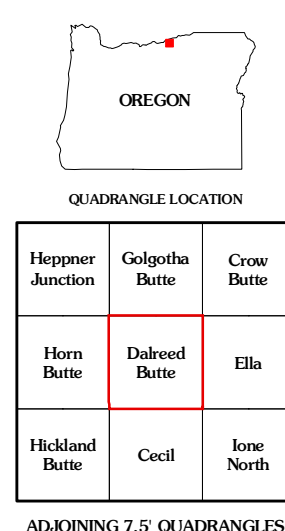 OREGON
QUADRANGLE LOCATION
Heppner Junction
Golgotha Butte
Crow Butte
Horn Butte
Dalreed Butte
Ella
Hickland Butte
Cecil
Ione North
ADJOINING 7.5' QUADRANGLES